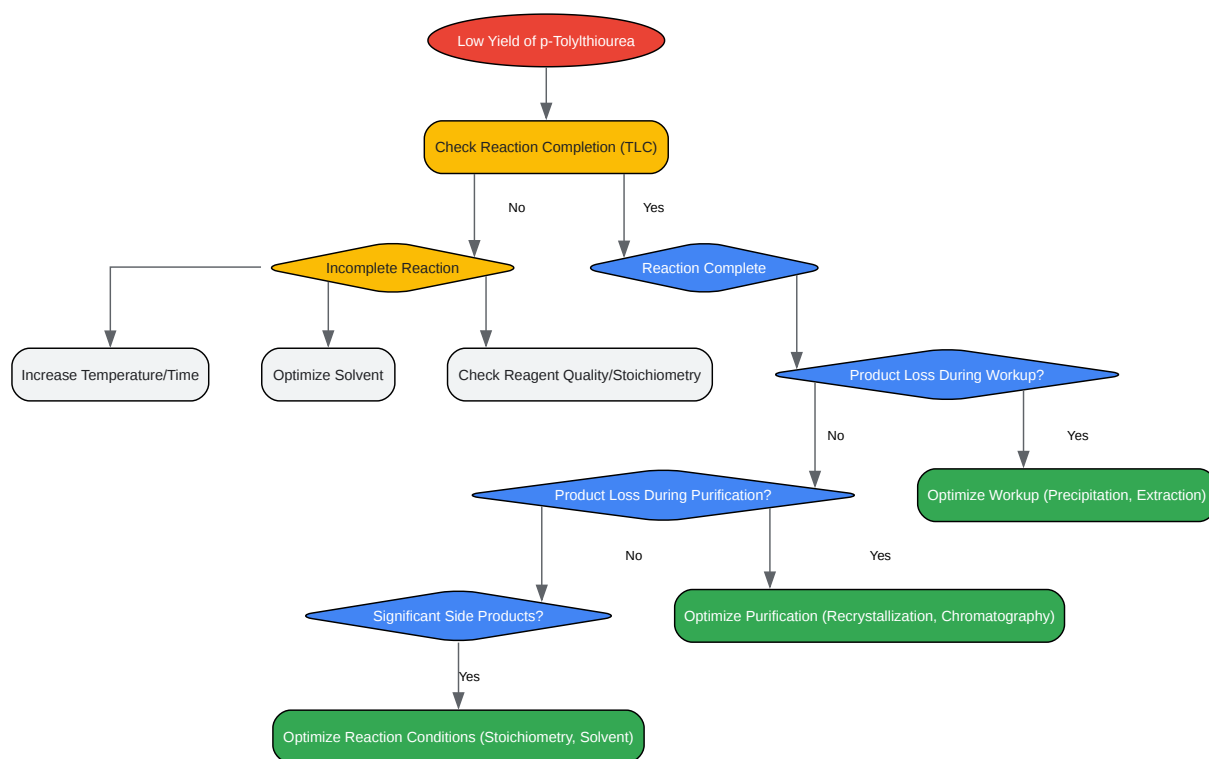 Low Yield of p-Tolylthiourea
Check Reaction Completion (TLC)
No
Yes
Incomplete Reaction
Reaction Complete
Increase Temperature/Time
Optimize Solvent
Check Reagent Quality/Stoichiometry
Product Loss During Workup?
No
Yes
Product Loss During Purification?
Optimize Workup (Precipitation, Extraction)
No
Yes
Significant Side Products?
Optimize Purification (Recrystallization, Chromatography)
Yes
Optimize Reaction Conditions (Stoichiometry, Solvent)